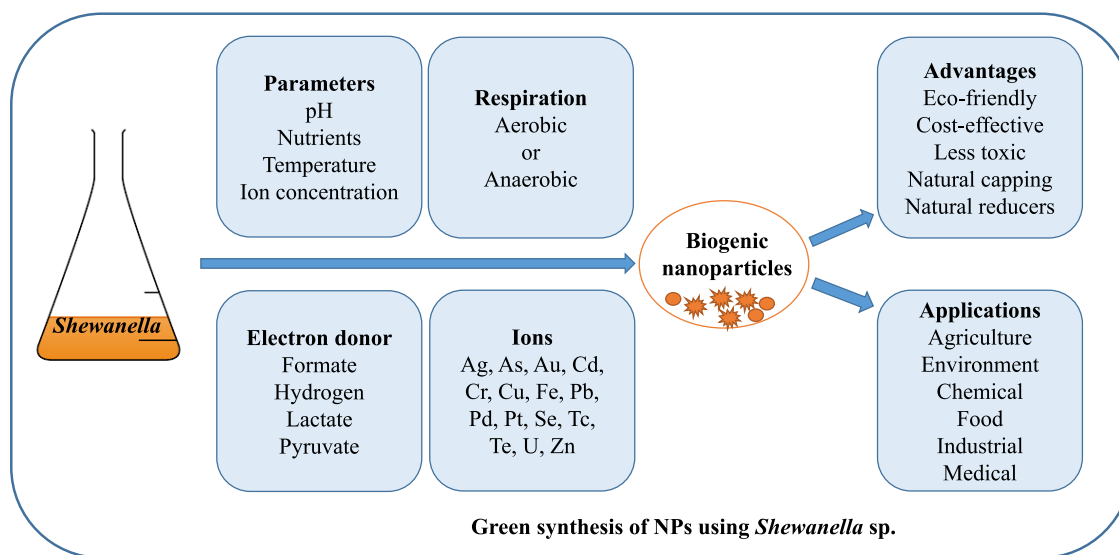 Parameters
pH
Nutrients
Temperature
Ion concentration
Respiration
Aerobic
or
Anaerobic
Advantages
Eco-friendly
Cost-effective
Less toxic
Natural capping
Natural reducers
Shewanella
Biogenic
nanoparticles
Electron donor
Formate
Hydrogen
Lactate
Pyruvate
Ions
Ag, As, Au, Cd,
Cr, Cu, Fe, Pb,
Pd, Pt, Se, Tc,
Te, U, Zn
Applications
Agriculture
Environment
Chemical
Food
Industrial
Medical
Green synthesis of NPs using Shewanella sp.